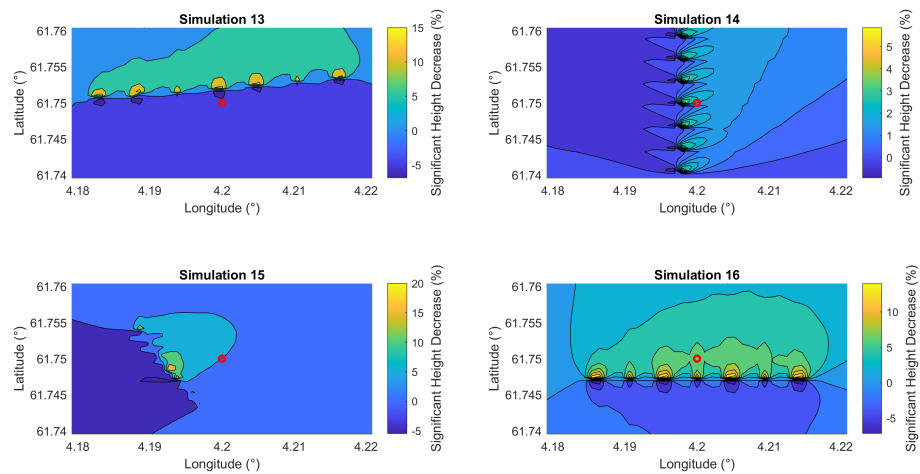 Simulation 13
61.76
61.755
61.75
61.745
61.74
Latitude (°)
4.18 4.19 4.2 4.21 4.22
Longitude (°)
15
10
5
0
-5
Significant Height Decrease (%)
Simulation 14
61.76
61.755
61.75
61.745
61.74
Latitude (°)
4.18 4.19 4.2 4.21 4.22
Longitude (°)
5
4
3
2
1
0
Significant Height Decrease (%)
Simulation 15
61.76
61.755
61.75
61.745
61.74
Latitude (°)
4.18 4.19 4.2 4.21 4.22
Longitude (°)
20
15
10
5
0
-5
Significant Height Decrease (%)
Simulation 16
61.76
61.755
61.75
61.745
61.74
Latitude (°)
4.18 4.19 4.2 4.21 4.22
Longitude (°)
10
5
0
-5
Significant Height Decrease (%)